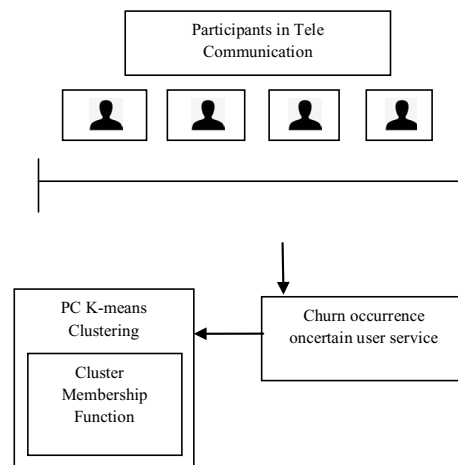 Participants in Tele
Communication
PC K-means
Clustering
Cluster
Membership
Function
Churn occurrence
oncertain user service